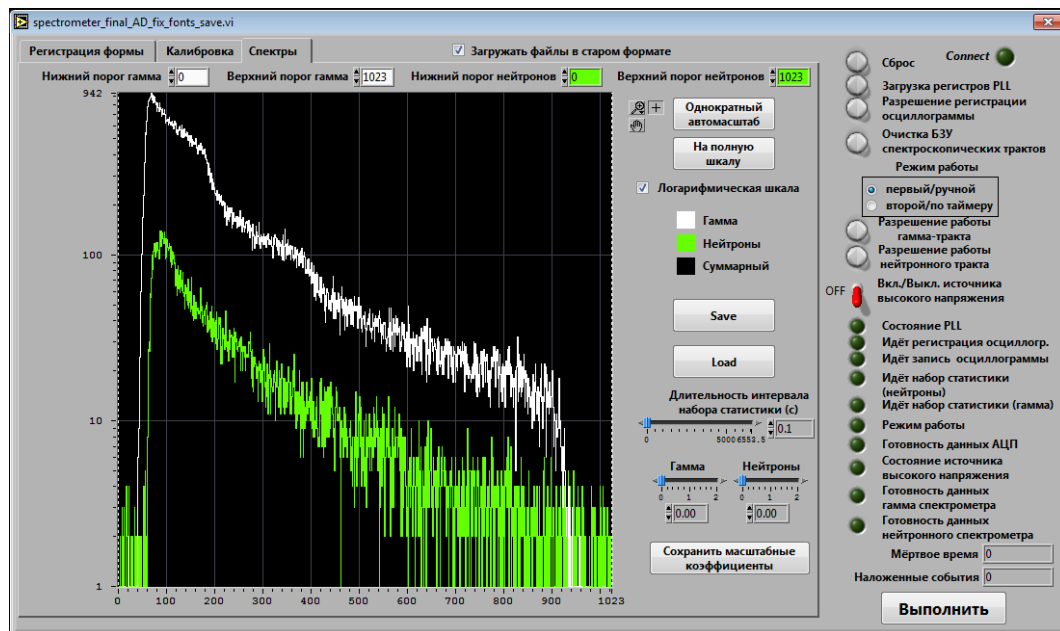 spectrometer_final_AD_fix_fonts_save.vi
Регистрация формы Калибровка Спектры
Загружать файлы в старом формате
Нижний порог гамма 0 Верхний порог гамма 1023 Нижний порог нейтронов 0 Верхний порог нейтронов 1023
942
100
10
1
0 100 200 300 400 500 600 700 800 900 1023
Однократный
автомасштаб
На полную
шкалу
Логарифмическая шкала
Гамма
Нейтроны
Суммарный
Save
Load
Длительность интервала
набора статистики (с)
0 5000 6553.5
0.1
Гамма Нейтроны
0 1 2 0 1 2
0.00 0.00
Сохранить масштабные
коэффициенты
Connect
Сброс
Загрузка регистров PLL
Разрешение регистрации
осциллограммы
Очистка БЗУ
спектроскопических трактов
Режим работы
первый/ручной
второй/по таймеру
Разрешение работы
гамма-тракта
Разрешение работы
нейтронного тракта
OFF
Вкл./Выкл. источника
высокого напряжения
Состояние PLL
Идёт регистрация осциллогр.
Идёт запись осциллограммы
Идёт набор статистики
(нейтроны)
Идёт набор статистики (гамма)
Режим работы
Готовность данных АЦП
Состояние источника
высокого напряжения
Готовность данных
гамма спектрометра
Готовность данных
нейтронного спектрометра
Мёртвое время 0
Наложенные события 0
Выполнить